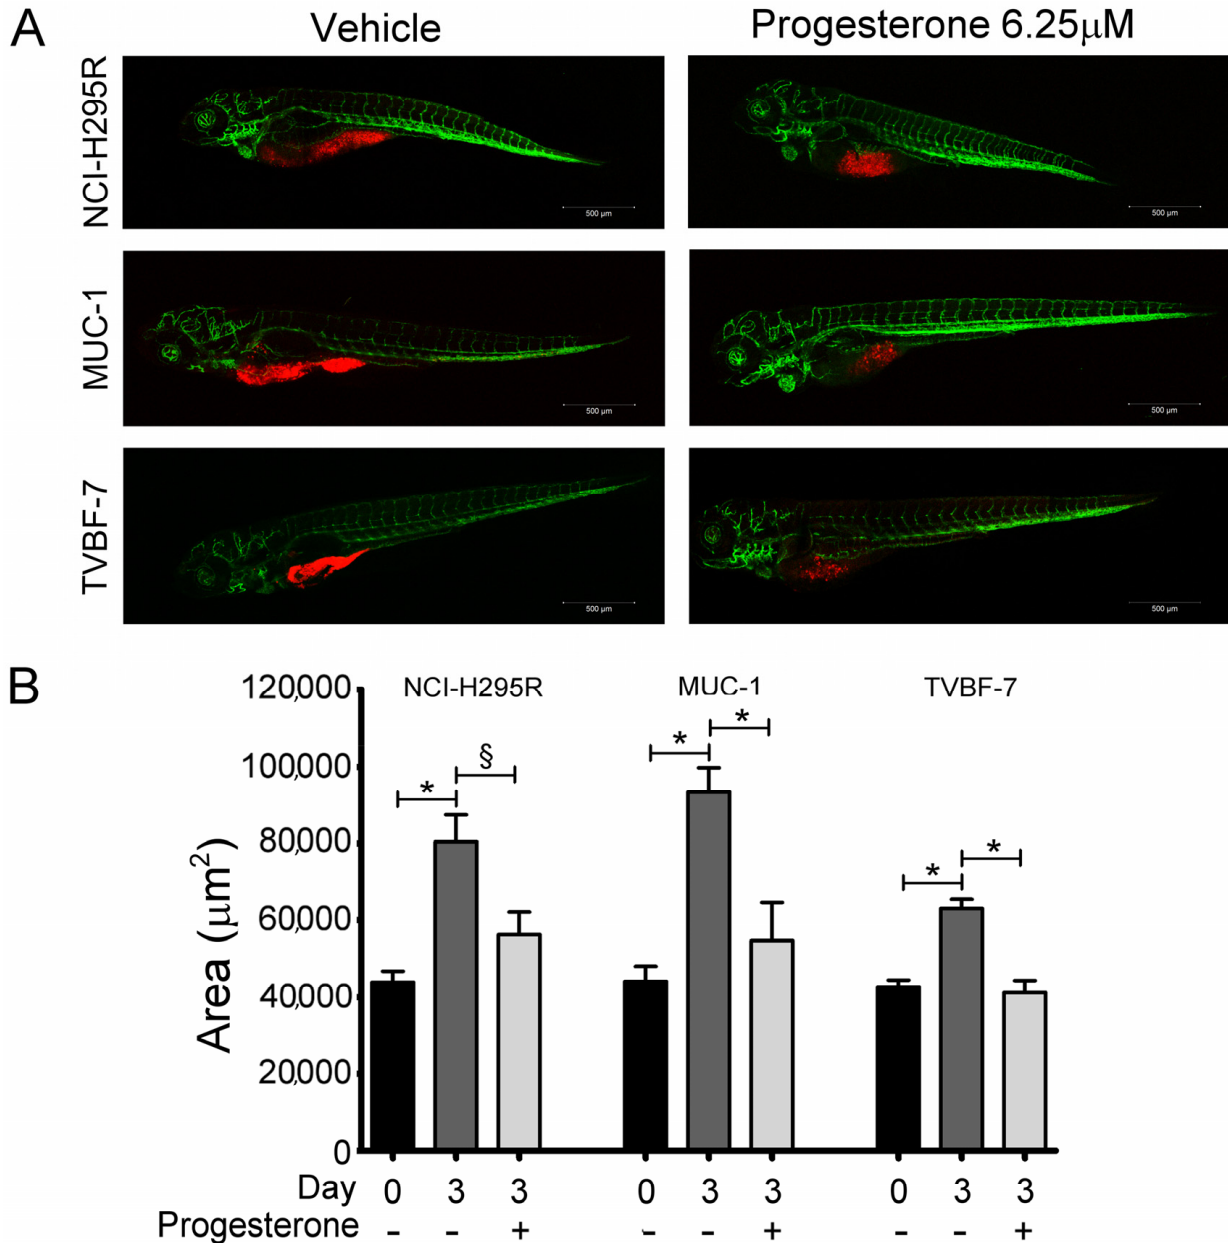 A
Vehicle
Progesterone 6.25μM
NCI-H295R
500 μm
500 μm
MUC-1
500 μm
500 μm
TVBF-7
500 μm
500 μm
B
NCI-H295R
MUC-1
TVBF-7
Area (μm²)
120,000
100,000
80,000
60,000
40,000
20,000
0
* § * * * *
Day 0 3 3 0 3 3 0 3 3
Progesterone - - + - - + - - +